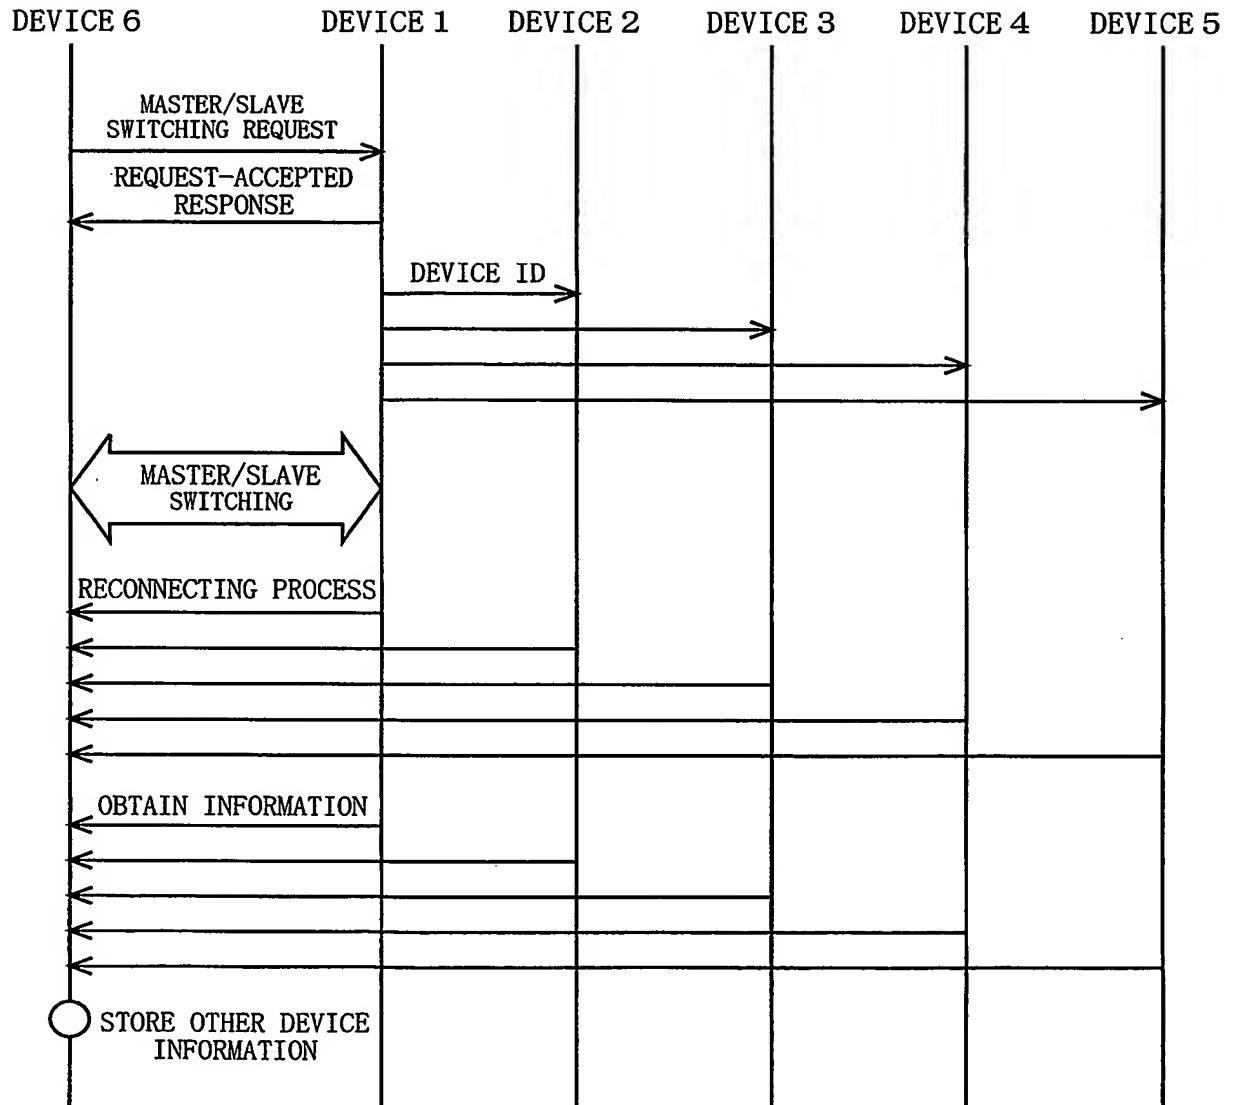 DEVICE 6 DEVICE 1 DEVICE 2 DEVICE 3 DEVICE 4 DEVICE 5
MASTER/SLAVE
SWITCHING REQUEST
REQUEST-ACCEPTED
RESPONSE
DEVICE ID
MASTER/SLAVE
SWITCHING
RECONNECTING PROCESS
OBTAIN INFORMATION
STORE OTHER DEVICE
INFORMATION